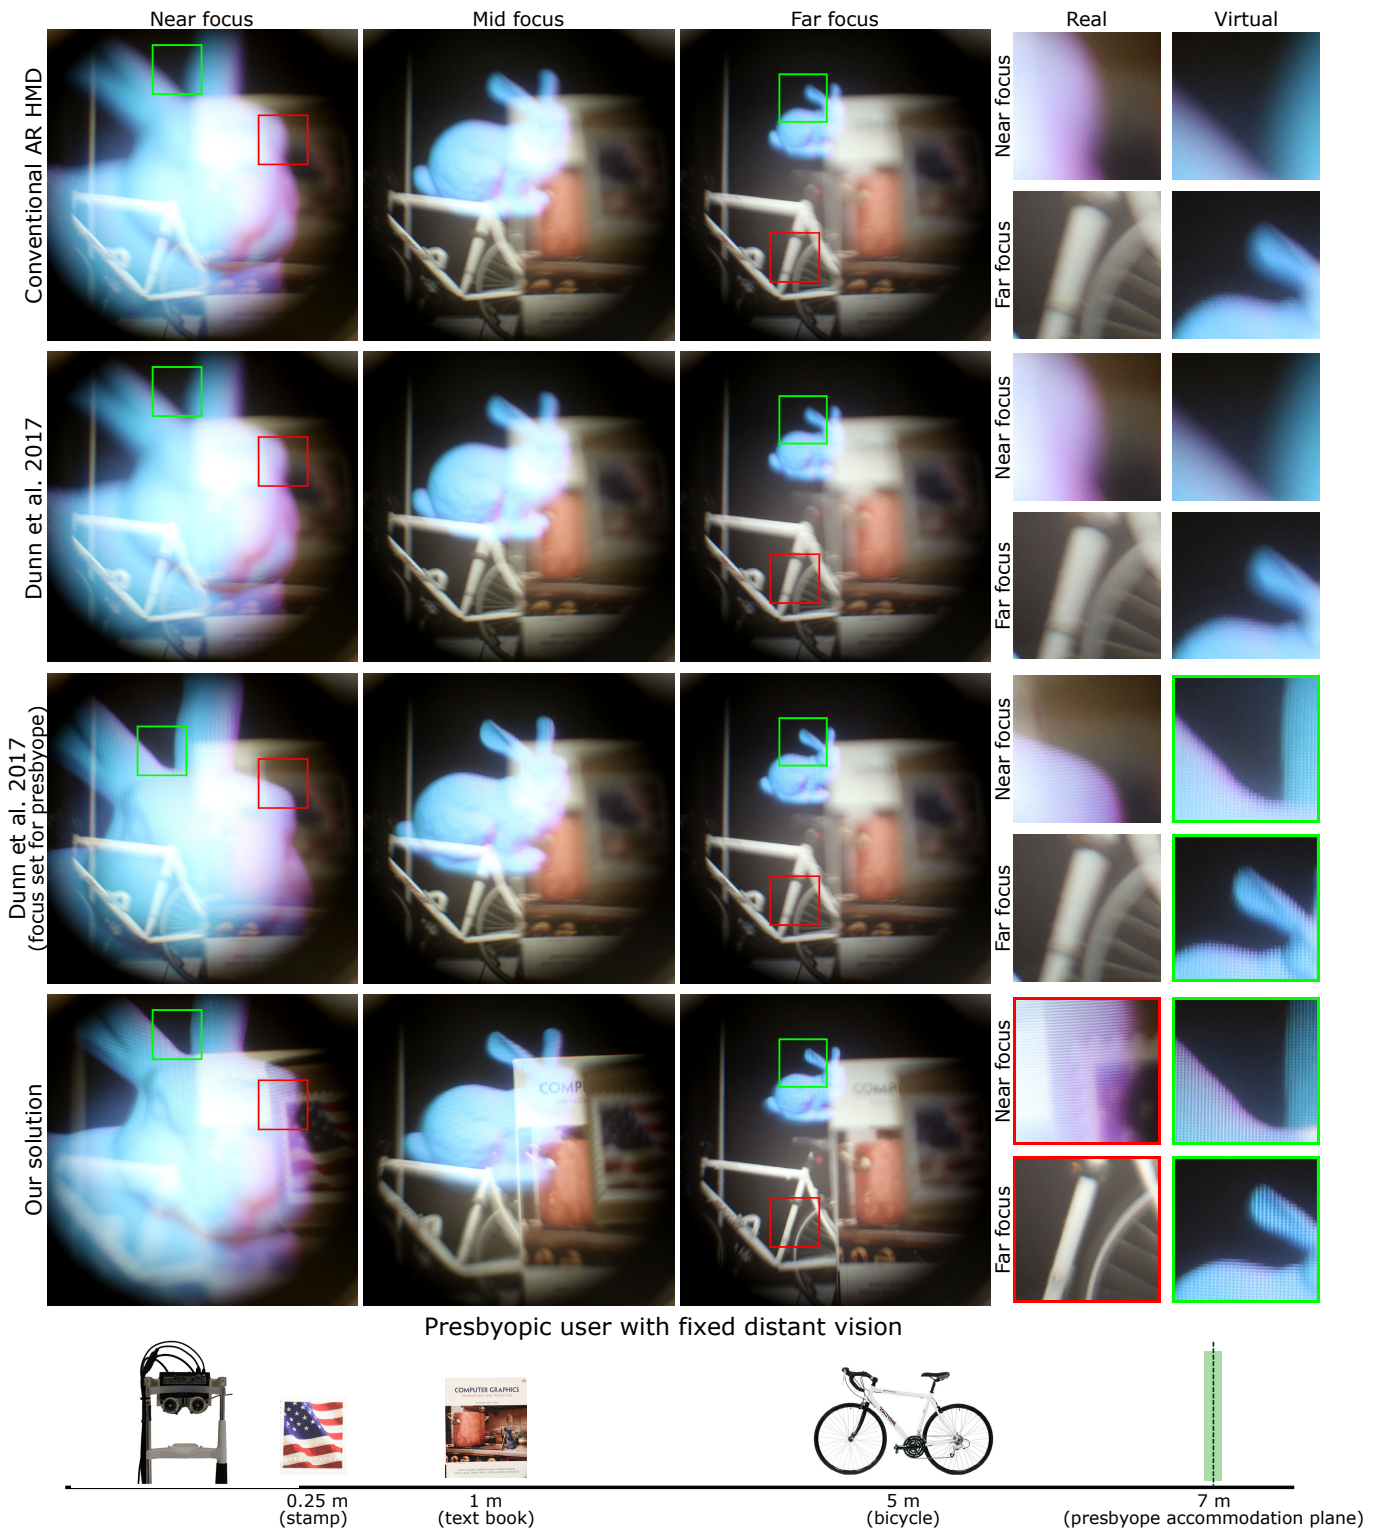 Near focus
Mid focus
Far focus
Real
Virtual
Conventional AR HMD
Near focus
Far focus
Dunn et al. 2017
Near focus
Far focus
Dunn et al. 2017
(focus set for presbyope)
Near focus
Far focus
Our solution
COMPU
COMPU
Near focus
Far focus
Presbyopic user with fixed distant vision
COMPUTER GRAPHICS
0.25 m
(stamp)
1 m
(text book)
5 m
(bicycle)
7 m
(presbyope accommodation plane)